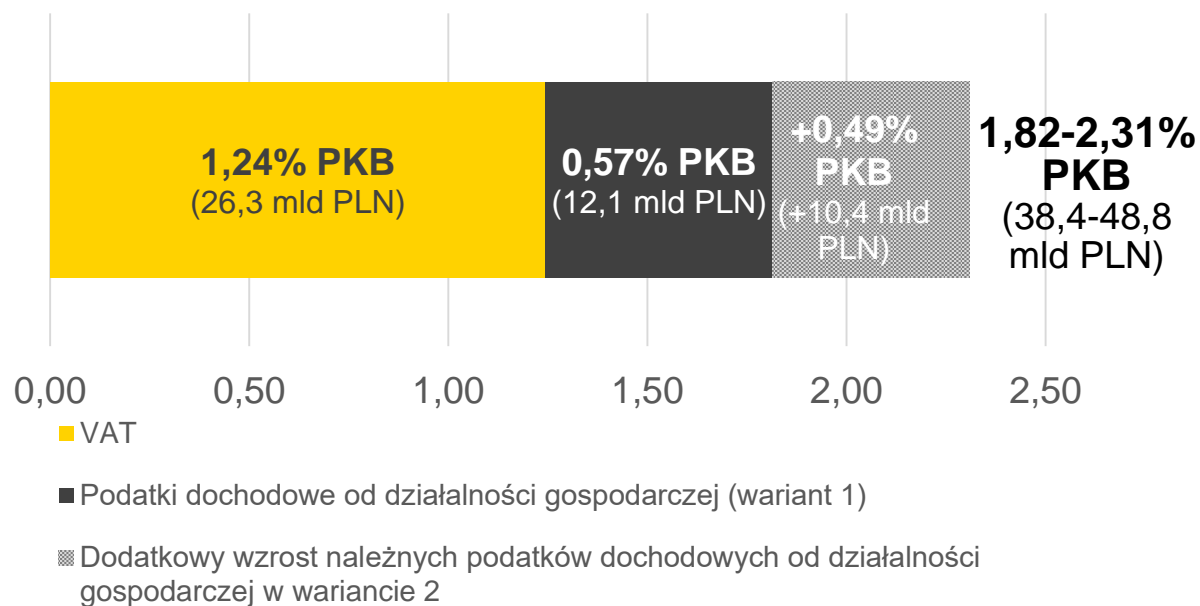 1,24% PKB
(26,3 mld PLN)
0,57% PKB
(12,1 mld PLN)
+0,49%
PKB
(+10,4 mld
PLN)
1,82-2,31%
PKB
(38,4-48,8
mld PLN)
0,00 0,50 1,00 1,50 2,00 2,50
VAT
Podatki dochodowe od działalności gospodarczej (wariant 1)
Dodatkowy wzrost należnych podatków dochodowych od działalności
gospodarczej w wariancie 2